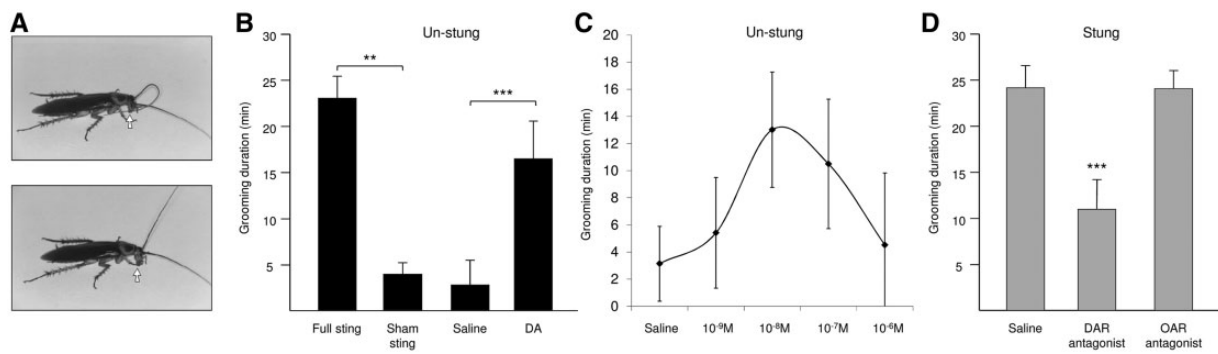 A
B
Un-stung
Grooming duration (min)
30
25
20
15
10
5
**
***
Full sting
Sham
sting
Saline
DA
C
Un-stung
Grooming duration (min)
20
18
16
14
12
10
8
6
4
2
0
Saline
10⁻⁹M
10⁻⁸M
10⁻⁷M
10⁻⁶M
D
Stung
Grooming duration (min)
30
25
20
15
10
5
***
Saline
DAR
antagonist
OAR
antagonist